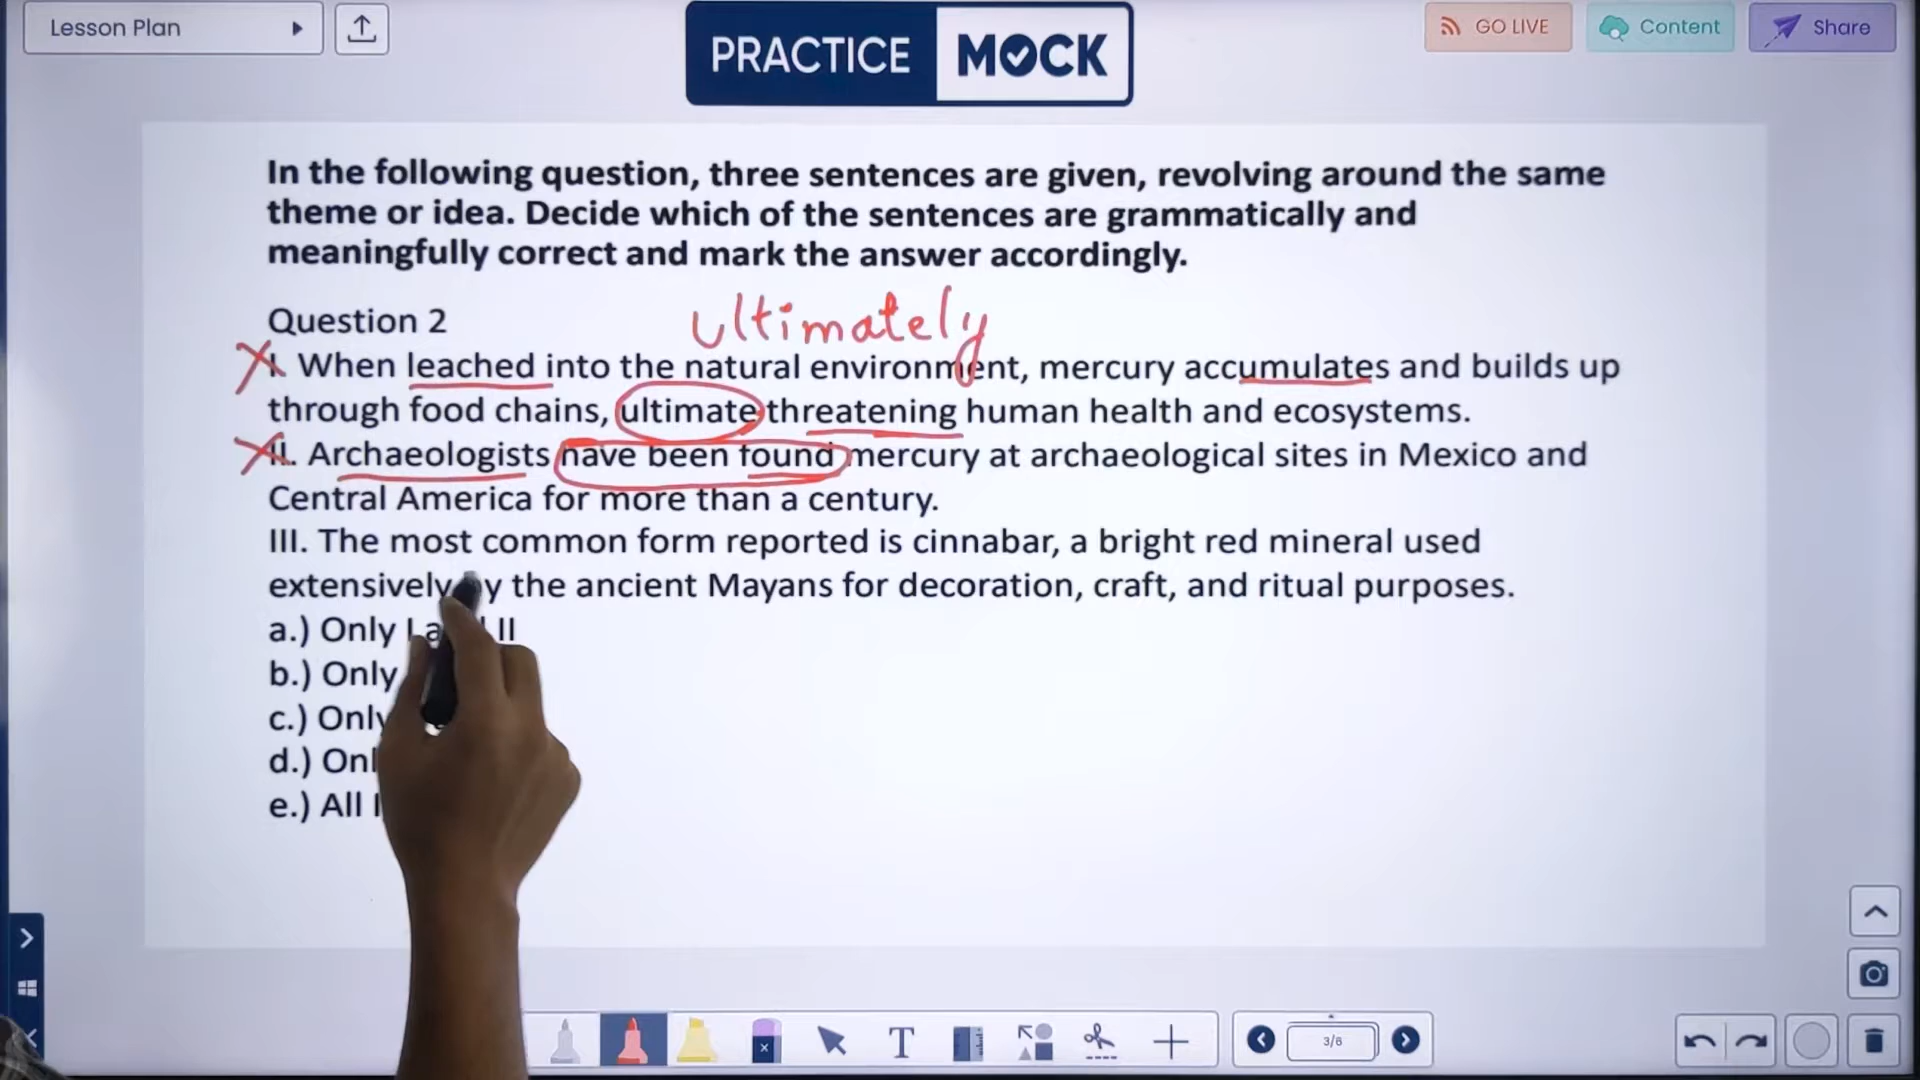 Lesson Plan
PRACTICE MOCK
GO LIVE
Content
Share
In the following question, three sentences are given, revolving around the same
theme or idea. Decide which of the sentences are grammatically and
meaningfully correct and mark the answer accordingly.
Question 2
ultimately
I. When leached into the natural environment, mercury accumulates and builds up
through food chains, ultimate threatening human health and ecosystems.
II. Archaeologists have been found mercury at archaeological sites in Mexico and
Central America for more than a century.
III. The most common form reported is cinnabar, a bright red mineral used
extensively by the ancient Mayans for decoration, craft, and ritual purposes.
a.) Only I and II
b.) Only
c.) Only
d.)
e.) All
T
3/6